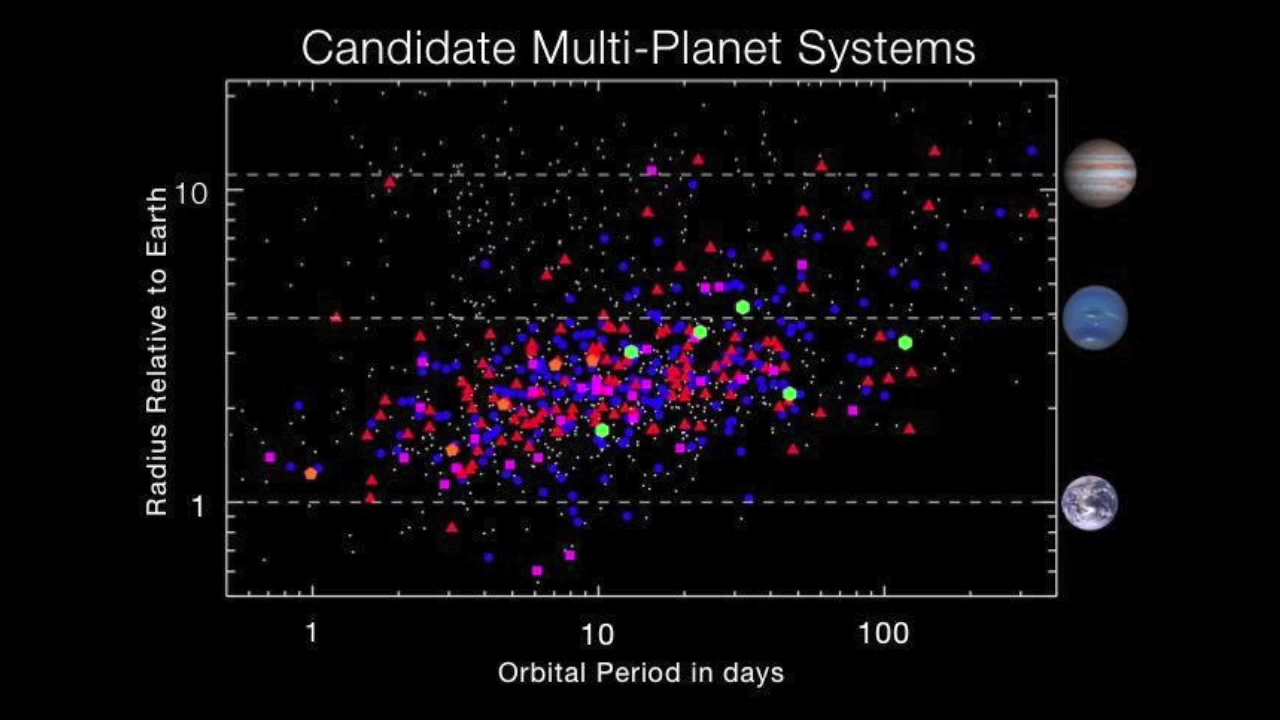 Candidate Multi-Planet Systems
Radius Relative to Earth
10
1
1
10
100
Orbital Period in days